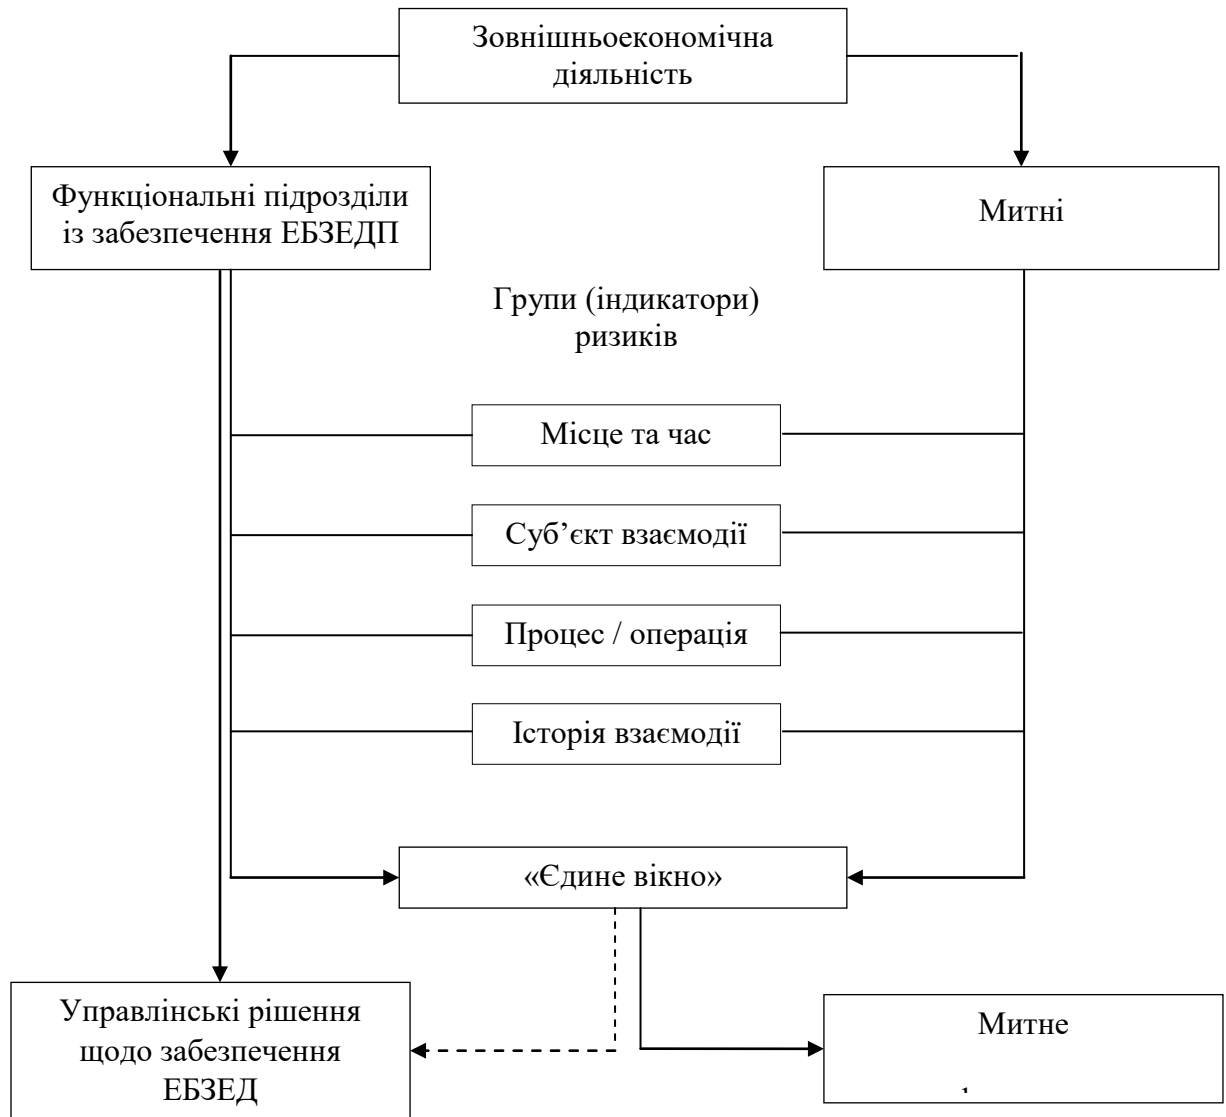 Зовнішньоекономічна
діяльність
Функціональні підрозділи
із забезпечення ЕБЗЕДП
Митні
Групи (індикатори)
ризиків
Місце та час
Суб’єкт взаємодії
Процес / операція
Історія взаємодії
«Єдине вікно»
Управлінські рішення
щодо забезпечення
ЕБЗЕД
Митне